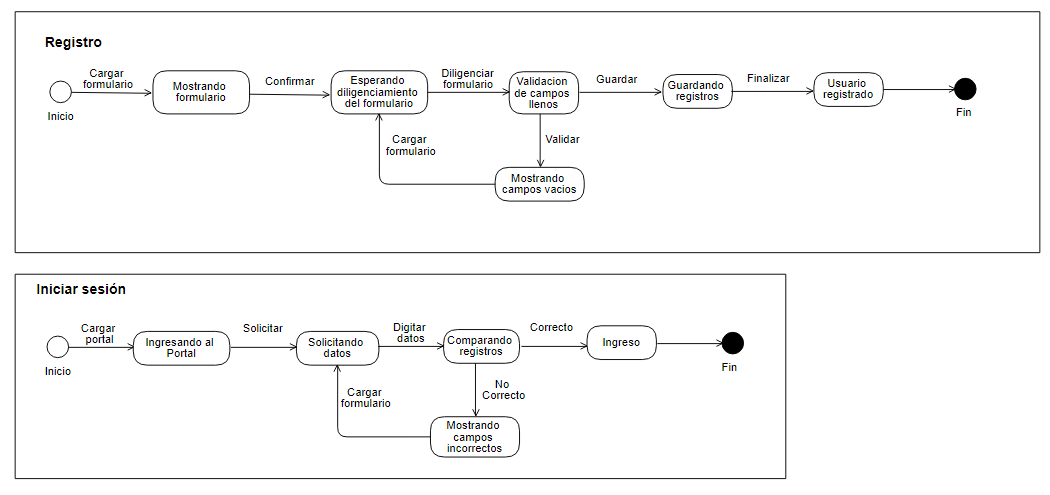 Registro
Cargar
formulario
Inicio
Mostrando
formulario
Confirmar
Esperando
diligenciamiento
del formulario
Diligenciar
formulario
Validacion
de campos
llenos
Guardar
Guardando
registros
Finalizar
Usuario
registrado
Fin
Cargar
formulario
Validar
Mostrando
campos vacios
Iniciar sesión
Cargar
portal
Inicio
Ingresando al
Portal
Solicitar
Solicitando
datos
Digitar
datos
Comparando
registros
Correcto
Ingreso
Fin
Cargar
formulario
No
Correcto
Mostrando
campos
incorrectos